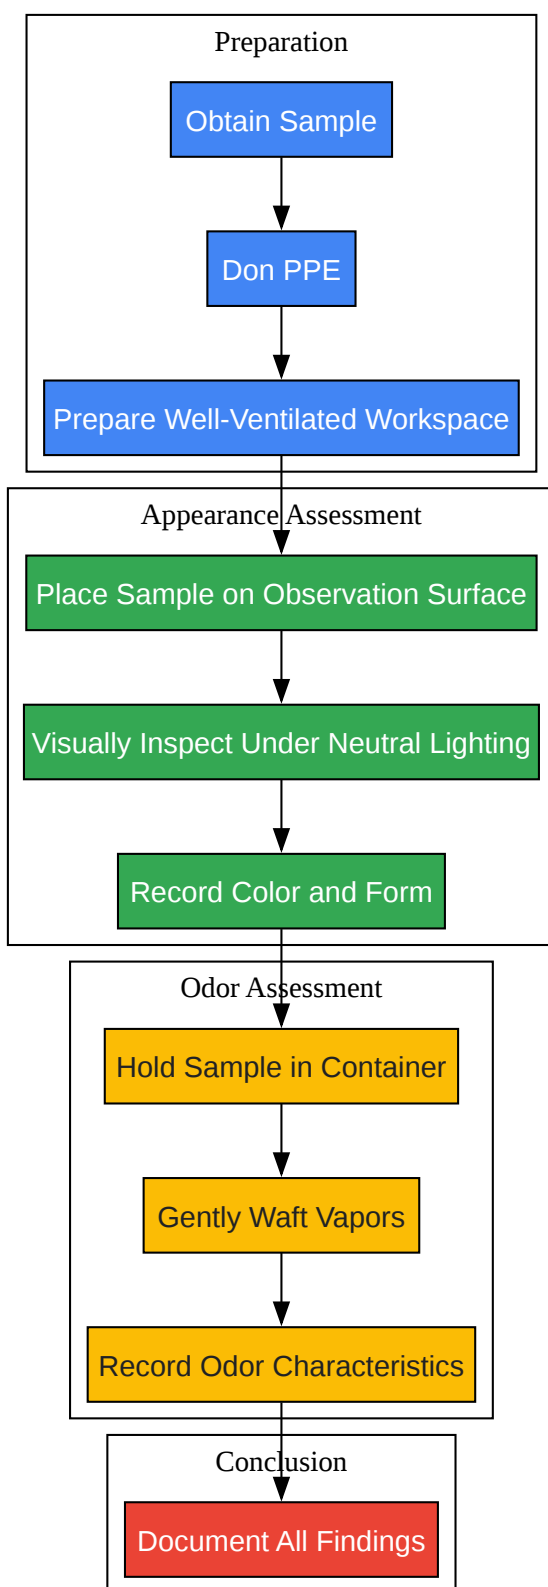 Preparation
Obtain Sample
Don PPE
Prepare Well-Ventilated Workspace
Appearance Assessment
Place Sample on Observation Surface
Visually Inspect Under Neutral Lighting
Record Color and Form
Odor Assessment
Hold Sample in Container
Gently Waft Vapors
Record Odor Characteristics
Conclusion
Document All Findings